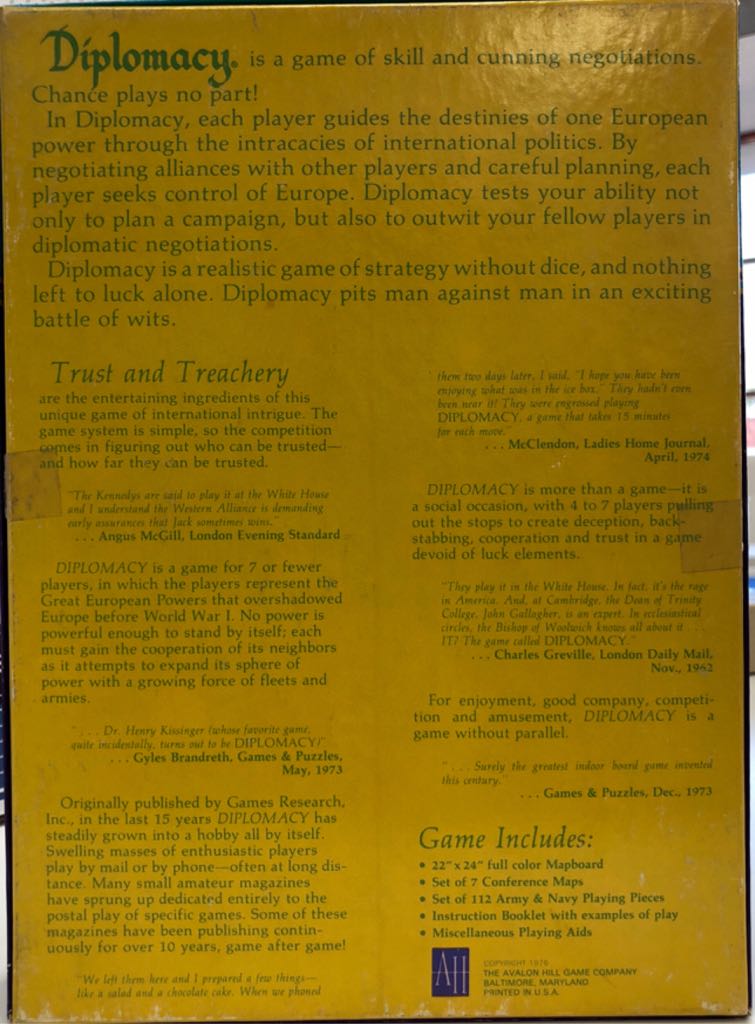 Diplomacy® is a game of skill and cunning negotiations.
Chance plays no part!
In Diplomacy, each player guides the destinies of one European
power through the intracacies of international politics. By
negotiating alliances with other players and careful planning, each
player seeks control of Europe. Diplomacy tests your ability not
only to plan a campaign, but also to outwit your fellow players in
diplomatic negotiations.
Diplomacy is a realistic game of strategy without dice, and nothing
left to luck alone. Diplomacy pits man against man in an exciting
battle of wits.
Trust and Treachery
are the entertaining ingredients of this
unique game of international intrigue. The
game system is simple, so the competition
comes in figuring out who can be trusted—
and how far they can be trusted.
"The Kennedys are said to play it at the White House
and I understand the Western Alliance is demanding
early assurances that Jack sometimes wins."
. . . Angus McGill, London Evening Standard
DIPLOMACY is a game for 7 or fewer
players, in which the players represent the
Great European Powers that overshadowed
Europe before World War I. No power is
powerful enough to stand by itself; each
must gain the cooperation of its neighbors
as it attempts to expand its sphere of
power with a growing force of fleets and
armies.
" . . . Dr. Henry Kissinger (whose favorite game,
quite incidentally, turns out to be DIPLOMACY)"
. . . Gyles Brandreth, Games & Puzzles,
May, 1973
Originally published by Games Research,
Inc., in the last 15 years DIPLOMACY has
steadily grown into a hobby all by itself.
Swelling masses of enthusiastic players
play by mail or by phone—often at long dis-
tance. Many small amateur magazines
have sprung up dedicated entirely to the
postal play of specific games. Some of these
magazines have been publishing contin-
uously for over 10 years, game after game!
"We left them here and I prepared a few things—
like a salad and a chocolate cake. When we phoned
them two days later, I said, "I hope you have been
enjoying what was in the ice box." They hadn't even
been near it! They were engrossed playing
DIPLOMACY, a game that takes 15 minutes
for each move."
. . . McClendon, Ladies Home Journal,
April, 1974
DIPLOMACY is more than a game—it is
a social occasion, with 4 to 7 players pulling
out the stops to create deception, back-
stabbing, cooperation and trust in a game
devoid of luck elements.
"They play it in the White House. In fact, it's the rage
in America. And, at Cambridge, the Dean of Trinity
College, John Gallagher, is an expert. In ecclesiastical
circles, the Bishop of Woolwich knows all about it . . .
IT? The game called DIPLOMACY."
. . . Charles Greville, London Daily Mail,
Nov., 1962
For enjoyment, good company, competi-
tion and amusement, DIPLOMACY is a
game without parallel.
" . . . Surely the greatest indoor board game invented
this century."
. . . Games & Puzzles, Dec., 1973
Game Includes:
• 22" x 24" full color Mapboard
• Set of 7 Conference Maps
• Set of 112 Army & Navy Playing Pieces
• Instruction Booklet with examples of play
• Miscellaneous Playing Aids
AH
COPYRIGHT 1976
THE AVALON HILL GAME COMPANY
BALTIMORE, MARYLAND
PRINTED IN U.S.A.